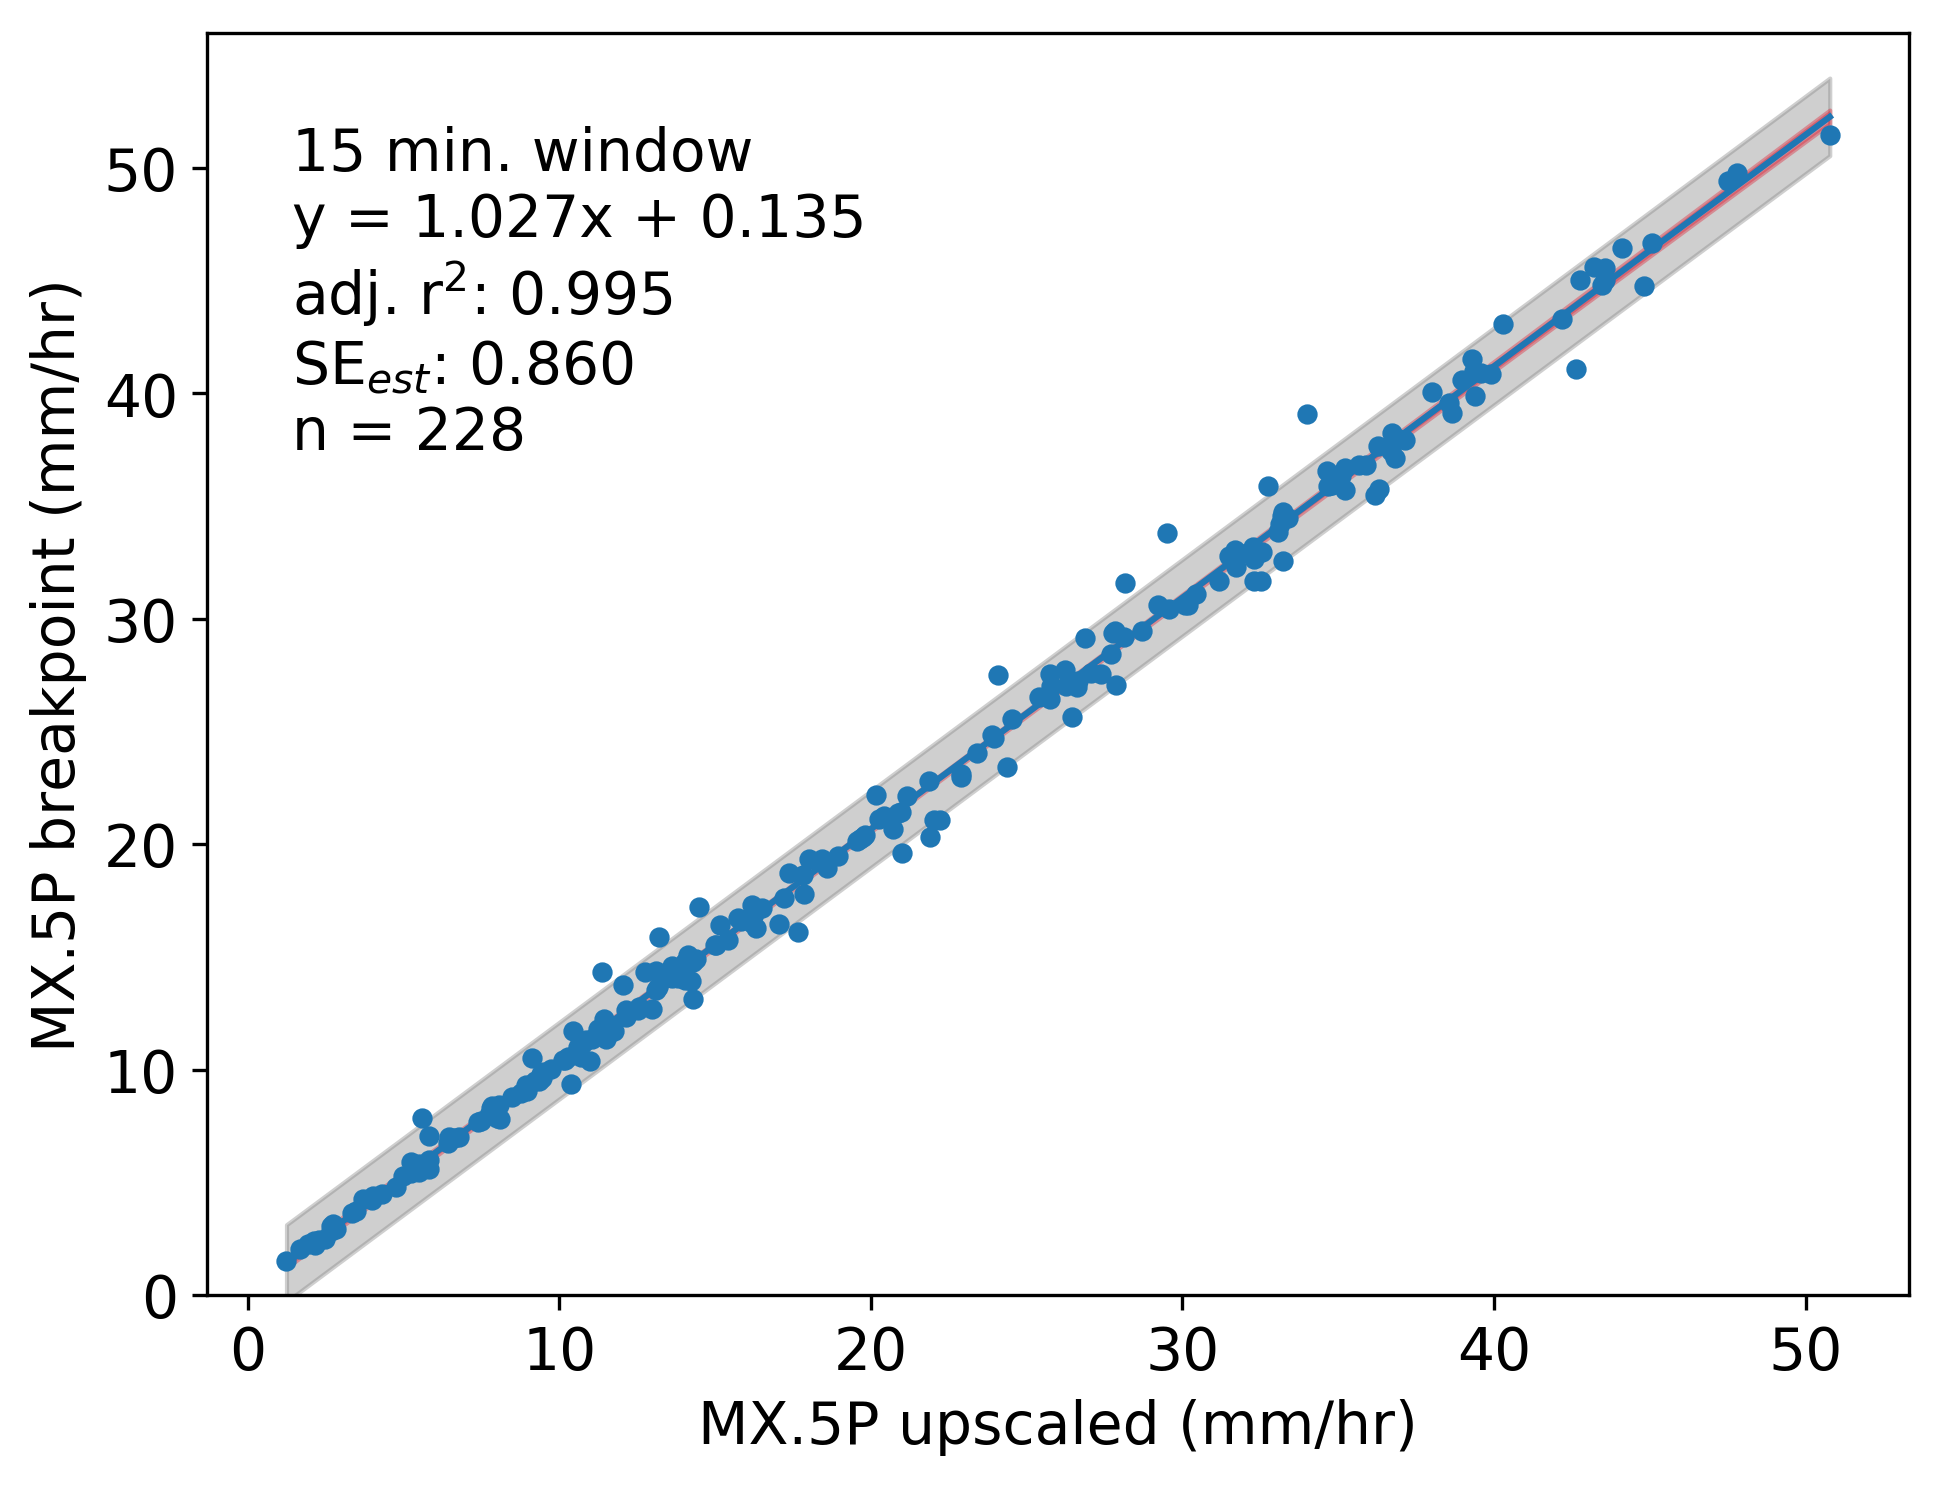 15 min. window
y = 1.027x + 0.135
adj. r²: 0.995
SEₑₛₜ: 0.860
n = 228
MX.5P breakpoint (mm/hr)
50
40
30
20
10
0
0 10 20 30 40 50
MX.5P upscaled (mm/hr)